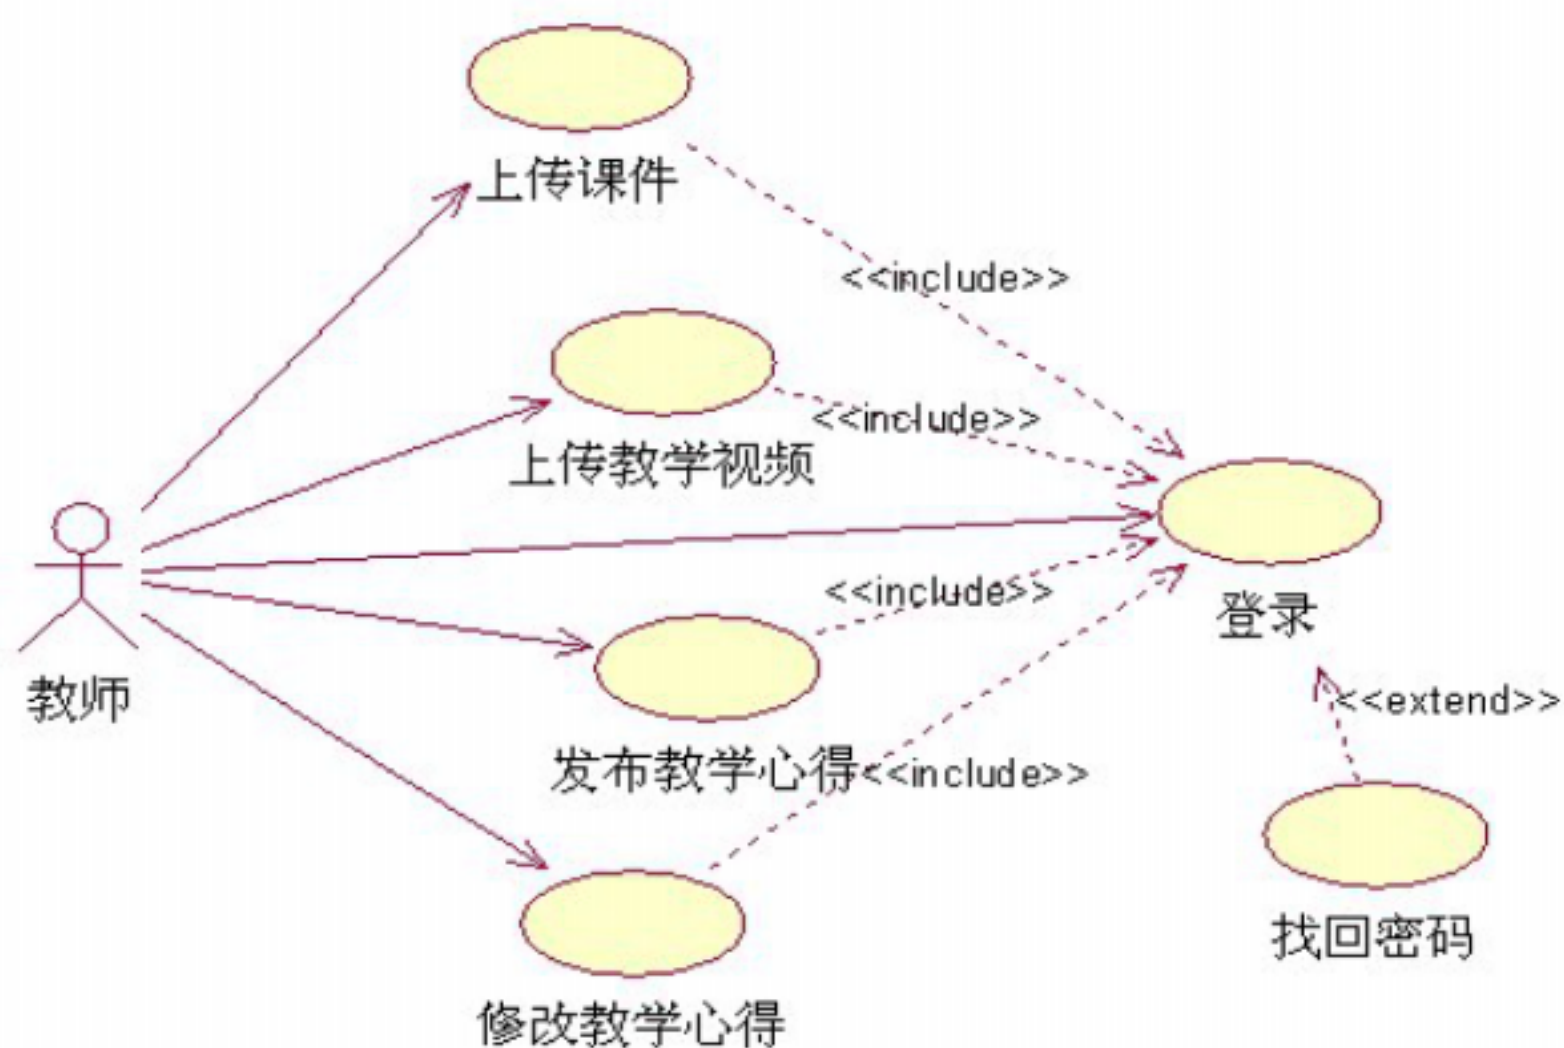 上传课件
<<include>>
上传教学视频
<<include>>
登录
<<include>>
教师
发布教学心得
<<include>>
<<extend>>
找回密码
修改教学心得